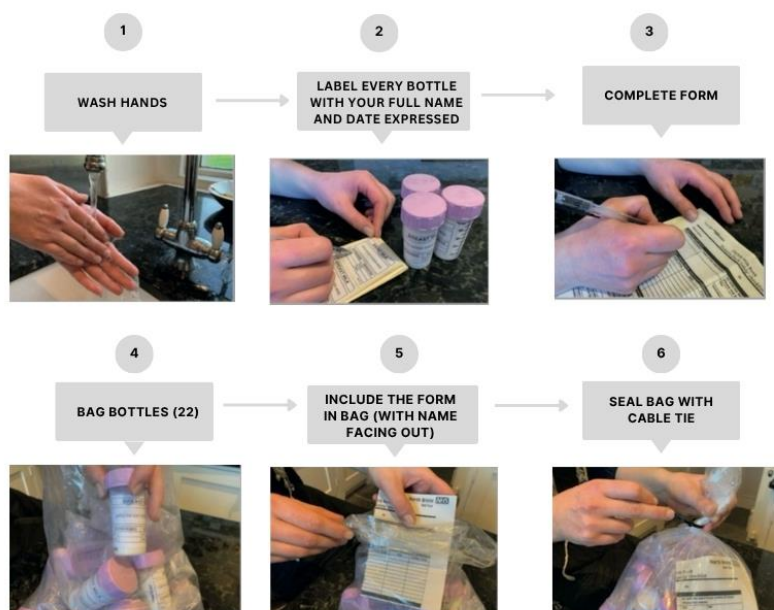 1
2
3
WASH HANDS
LABEL EVERY BOTTLE
WITH YOUR FULL NAME
AND DATE EXPRESSED
COMPLETE FORM
4
5
6
BAG BOTTLES (22)
INCLUDE THE FORM
IN BAG (WITH NAME
FACING OUT)
SEAL BAG WITH
CABLE TIE
NHS